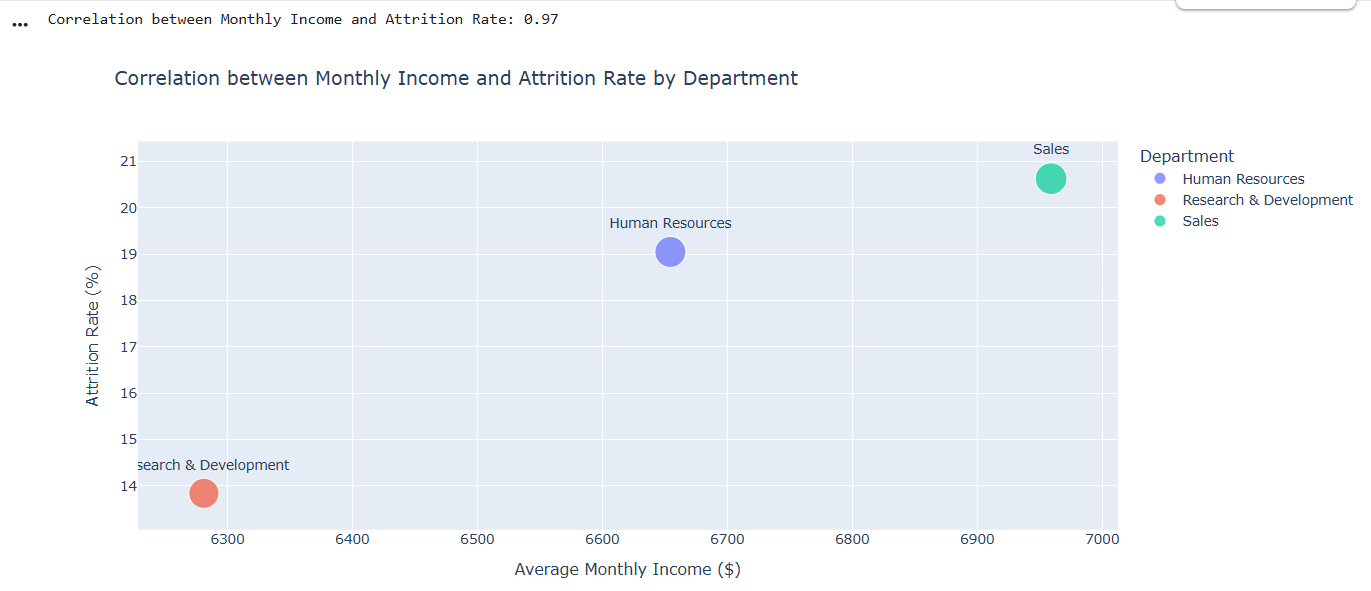 Correlation between Monthly Income and Attrition Rate: 0.97
Correlation between Monthly Income and Attrition Rate by Department
Sales
Human Resources
search & Development
21
20
19
18
17
16
15
14
Attrition Rate (%)
6300 6400 6500 6600 6700 6800 6900 7000
Average Monthly Income ($)
Department
Human Resources
Research & Development
Sales